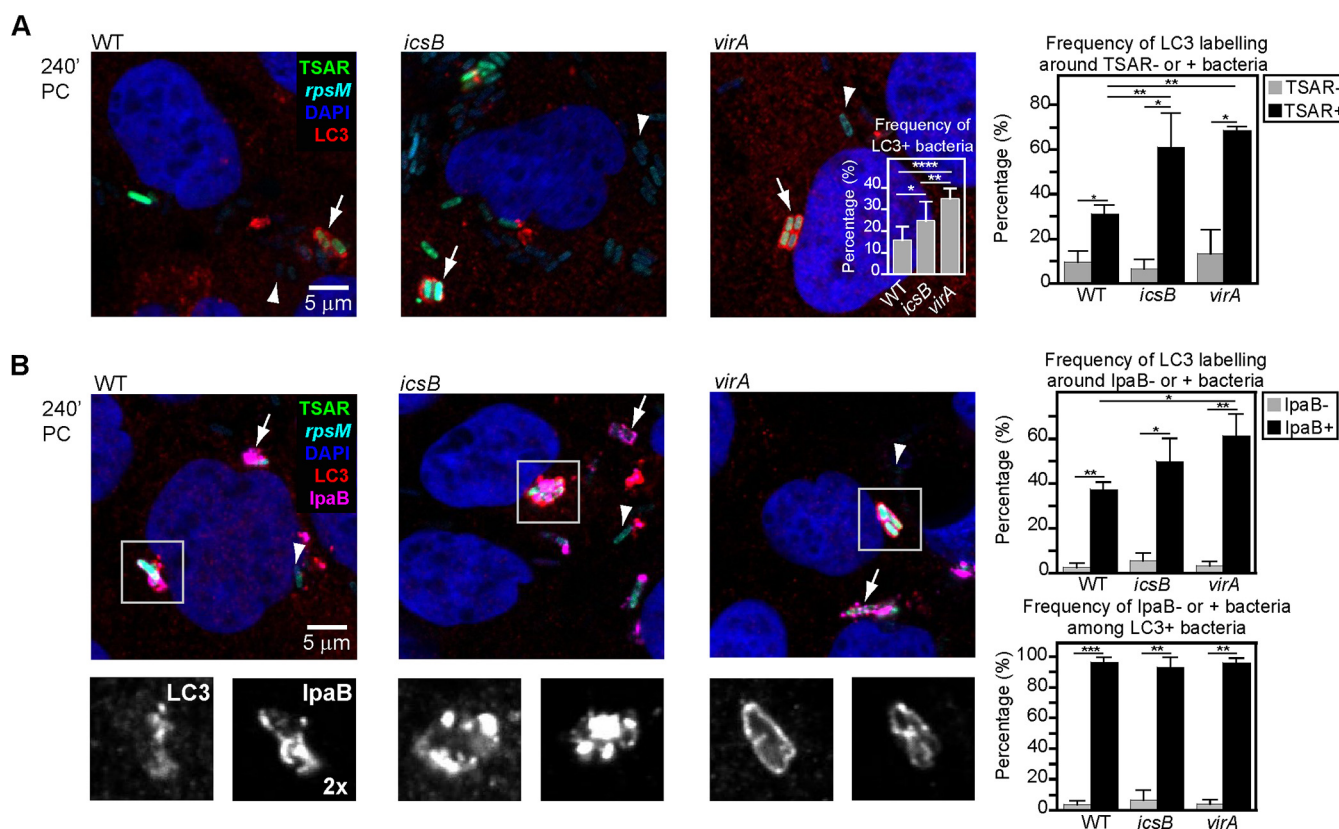 A
WT
icsB
virA
240'
PC
TSAR
rpsM
DAPI
LC3
5 μm
Frequency of
LC3+ bacteria
Percentage (%)
****
*
**
40
30
20
10
0
WT
icsB
virA
Frequency of LC3 labelling
around TSAR- or + bacteria
TSAR-
TSAR+
Percentage (%)
**
**
*
*
*
80
60
40
20
0
WT
icsB
virA
B
WT
icsB
virA
240'
PC
TSAR
rpsM
DAPI
LC3
IpaB
5 μm
LC3
IpaB
2x
Frequency of LC3 labelling
around IpaB- or + bacteria
IpaB-
IpaB+
Percentage (%)
*
**
*
**
80
60
40
20
0
WT
icsB
virA
Frequency of IpaB- or + bacteria
among LC3+ bacteria
Percentage (%)
***
**
**
100
80
60
40
20
0
WT
icsB
virA